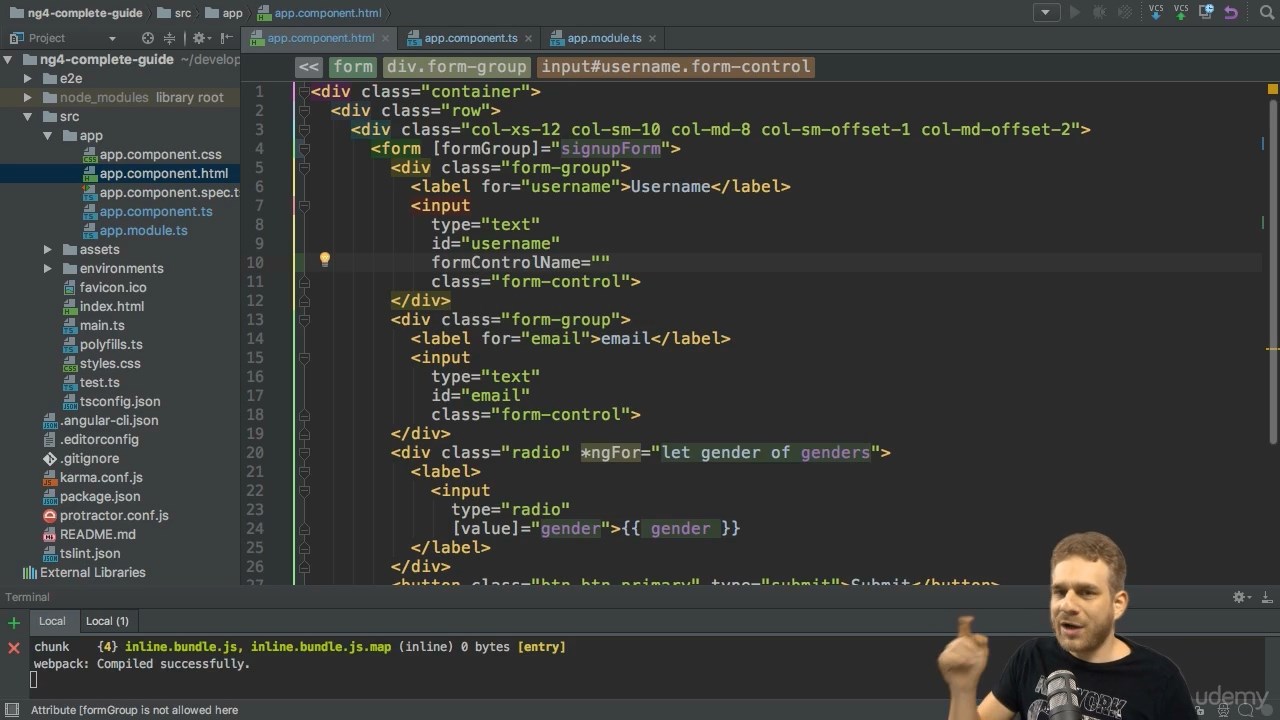 ng4-complete-guide src app app.component.html
VCS VCS
Project
app.component.html app.component.ts app.module.ts
ng4-complete-guide ~/develop
e2e
node_modules library root
src
app
app.component.css
app.component.html
app.component.spec.t
app.component.ts
app.module.ts
assets
environments
favicon.ico
index.html
main.ts
polyfills.ts
styles.css
test.ts
tsconfig.json
.angular-cli.json
.editorconfig
.gitignore
karma.conf.js
package.json
protractor.conf.js
README.md
tslint.json
External Libraries
<< form div.form-group input#username.form-control
1 <div class="container">
2 <div class="row">
3 <div class="col-xs-12 col-sm-10 col-md-8 col-sm-offset-1 col-md-offset-2">
4 <form [formGroup]="signupForm">
5 <div class="form-group">
6 <label for="username">Username</label>
7 <input
8 type="text"
9 id="username"
10 formControlName=""
11 class="form-control">
12 </div>
13 <div class="form-group">
14 <label for="email">email</label>
15 <input
16 type="text"
17 id="email"
18 class="form-control">
19 </div>
20 <div class="radio" *ngFor="let gender of genders">
21 <label>
22 <input
23 type="radio"
24 [value]="gender">{{ gender }}
25 </label>
26 </div>
27 <button class="btn btn-primary" type="submit">Submit</button>
Terminal
Local Local (1)
chunk {4} inline.bundle.js, inline.bundle.js.map (inline) 0 bytes [entry]
webpack: Compiled successfully.
Attribute [formGroup is not allowed here
udemy